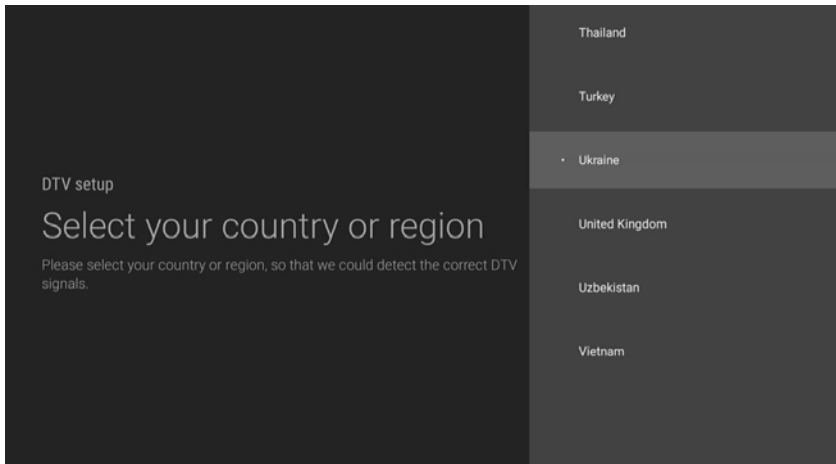 DTV setup
Select your country or region
Please select your country or region, so that we could detect the correct DTV
signals.
Thailand
Turkey
Ukraine
United Kingdom
Uzbekistan
Vietnam